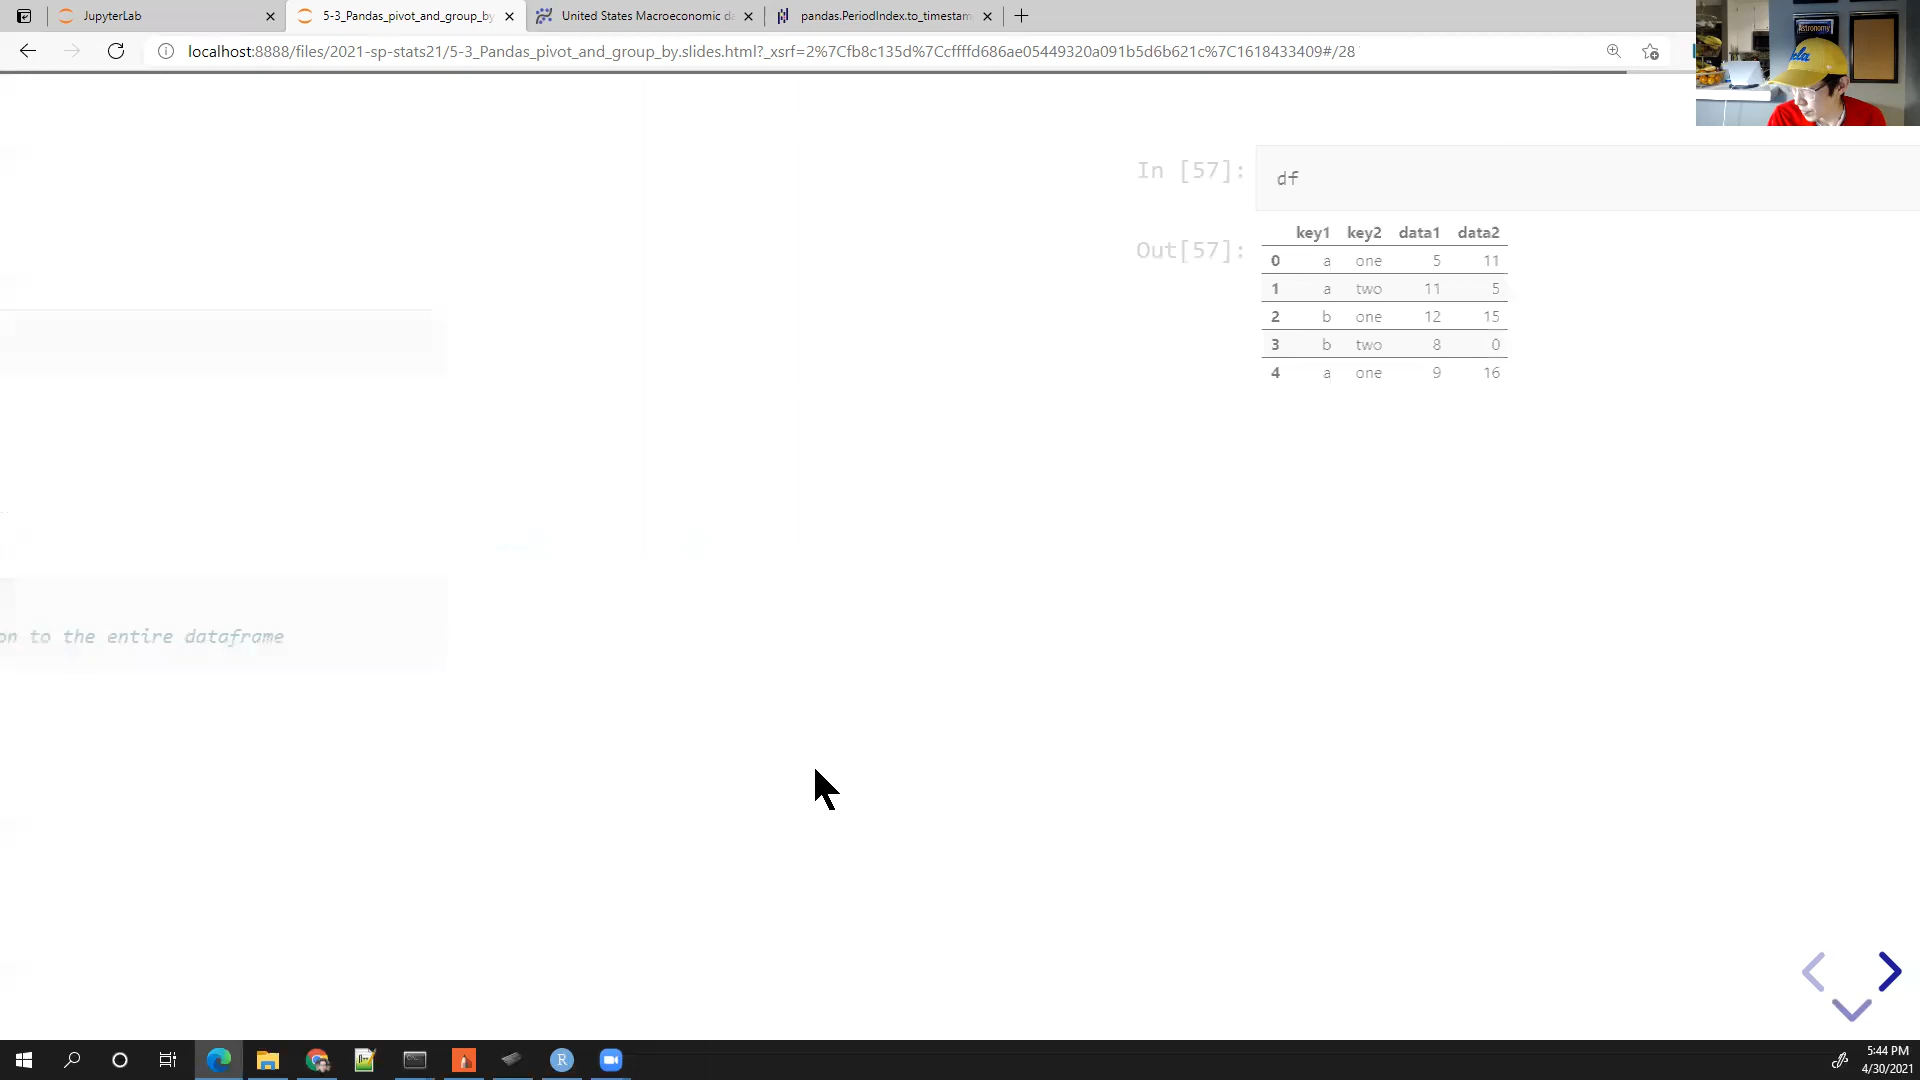 JupyterLab
5-3_Pandas_pivot_and_group_by
United States Macroeconomic da
pandas.PeriodIndex.to_timestam
localhost:8888/files/2021-sp-stats21/5-3_Pandas_pivot_and_group_by.slides.html?_xsrf=2%7Cfb8c135d%7Ccffffd686ae05449320a091b5d6b621c%7C1618433409#/28
Astronomy
In [57]:
df
Out[57]:
key1 key2 data1 data2
0 a one 5 11
1 a two 11 5
2 b one 12 15
3 b two 8 0
4 a one 9 16
on to the entire dataframe
R
5:44 PM
4/30/2021